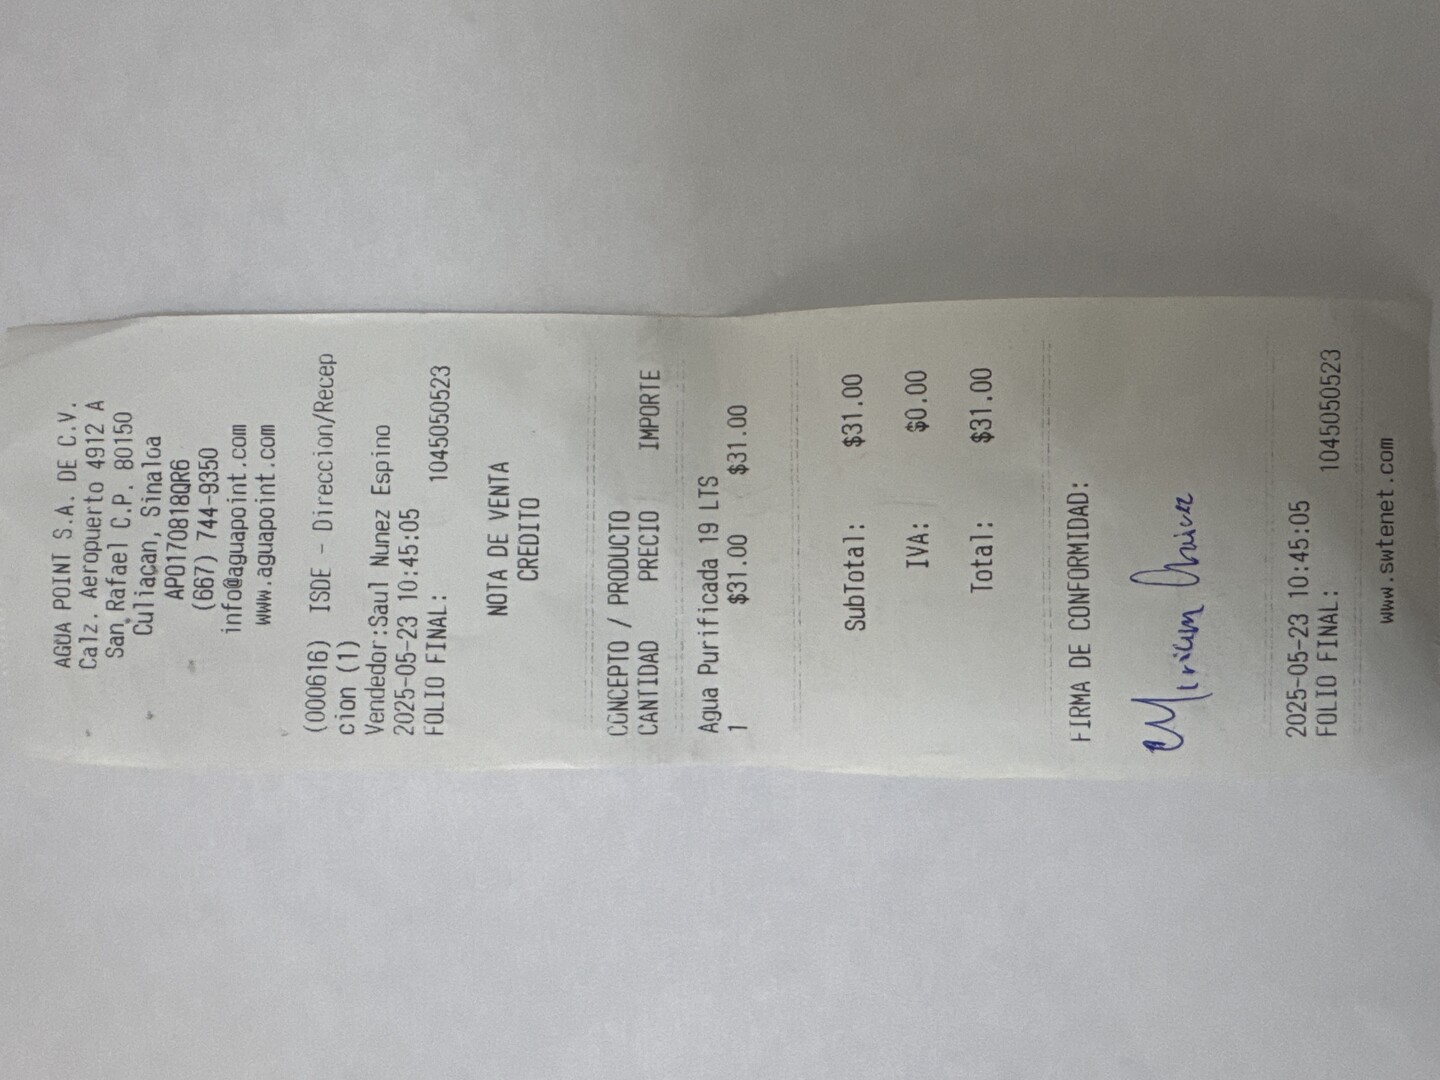 AGUA POINT S.A. DE C.V.
Calz. Aeropuerto 4912 A
San Rafael C.P. 80150
Culiacan, Sinaloa
APO170818QR6
(667) 744-9350
info@aguapoint.com
www.aguapoint.com
(000616) ISDE - Direccion/Recep
cion (1)
Vendedor:Saul Nunez Espino
2025-05-23 10:45:05
FOLIO FINAL: 1045050523
NOTA DE VENTA
CREDITO
CONCEPTO / PRODUCTO
CANTIDAD PRECIO IMPORTE
Agua Purificada 19 LTS
1 $31.00 $31.00
SubTotal: $31.00
IVA: $0.00
Total: $31.00
FIRMA DE CONFORMIDAD:
Miriam
2025-05-23 10:45:05
FOLIO FINAL: 1045050523
www.swtenet.com